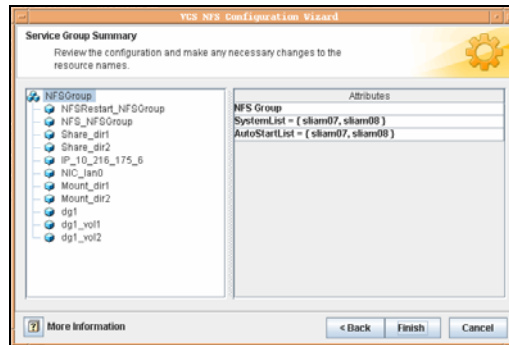 VCS NFS Configuration Wizard
Service Group Summary
Review the configuration and make any necessary changes to the
resource names.
NFSGroup
NFSRestart_NFSGroup
NFS_NFSGroup
Share_dir1
Share_dir2
IP_10_216_175_6
NIC_lan0
Mount_dir1
Mount_dir2
dg1
dg1_vol1
dg1_vol2
Attributes
NFS Group
SystemList = { sliam07, sliam08 }
AutoStartList = { sliam07, sliam08 }
? More Information
< Back
Finish
Cancel